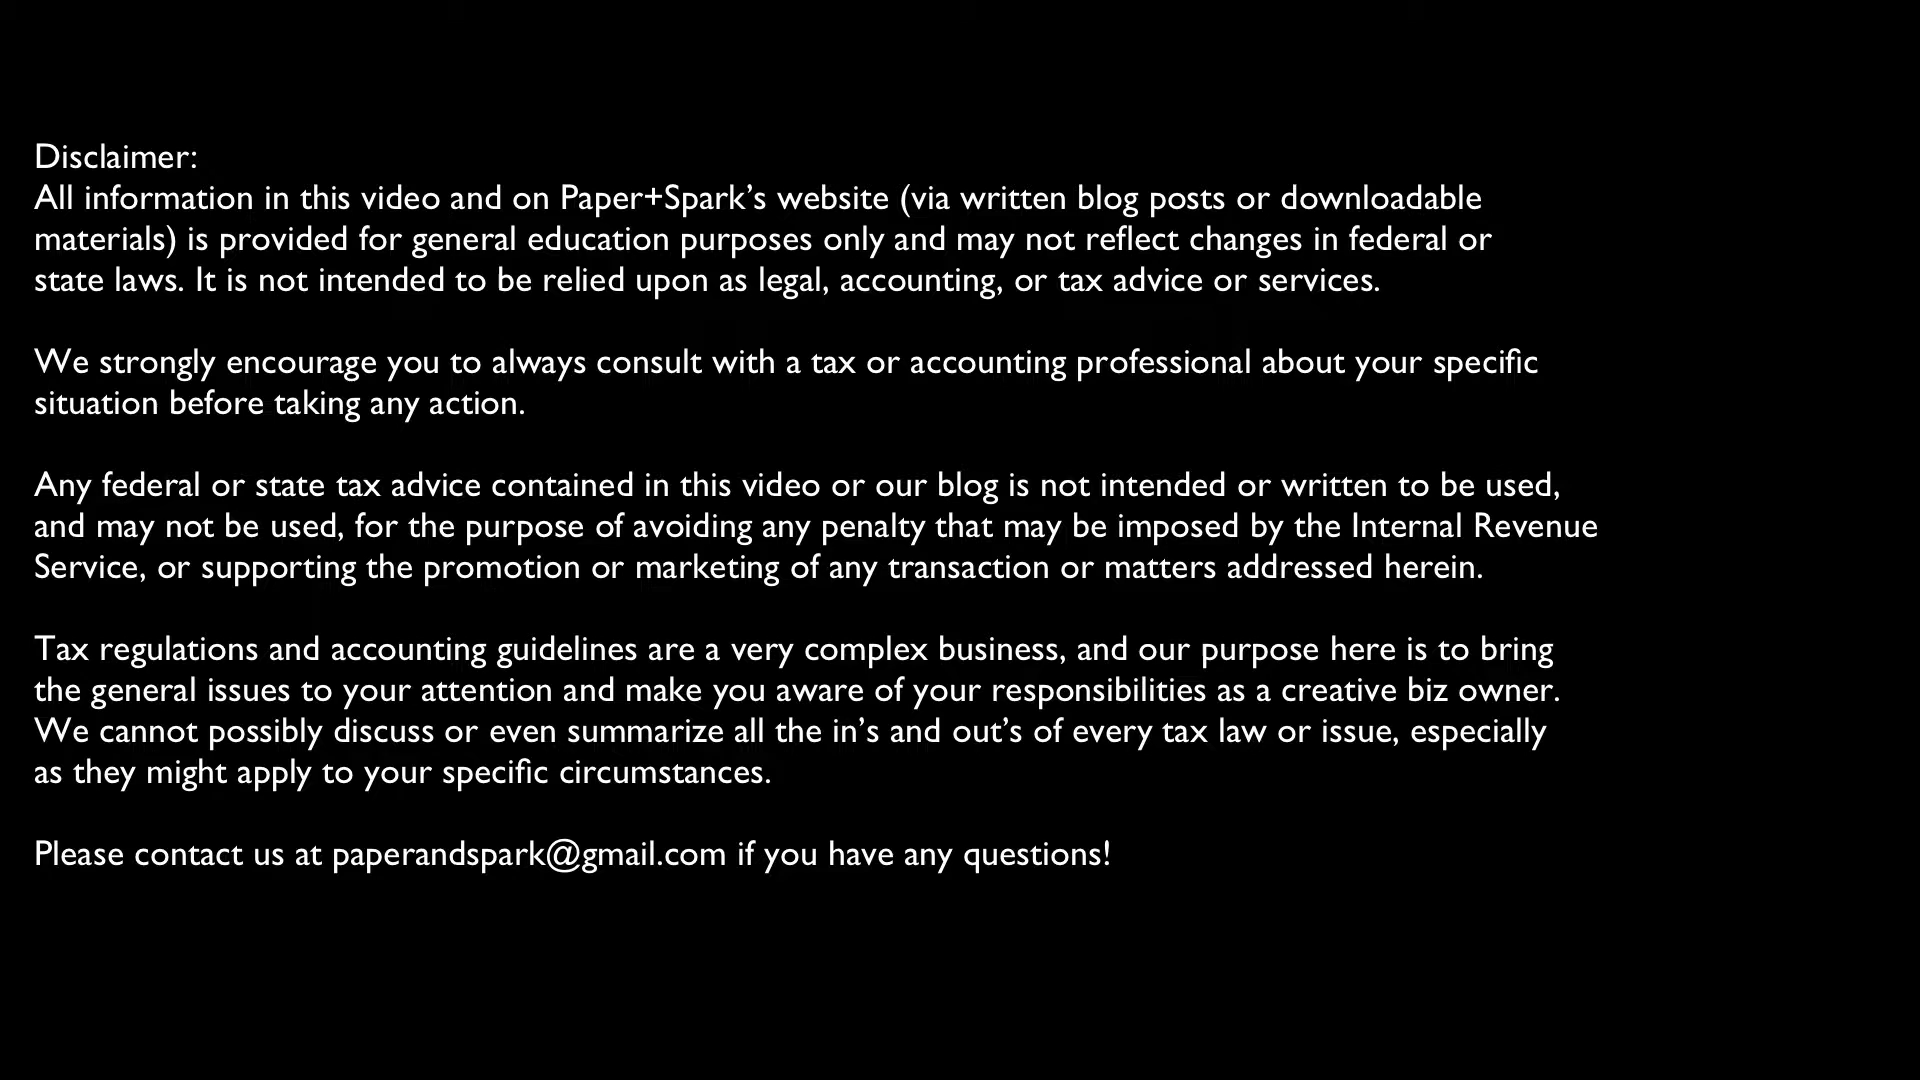 Disclaimer:
All information in this video and on Paper+Spark’s website (via written blog posts or downloadable
materials) is provided for general education purposes only and may not reflect changes in federal or
state laws. It is not intended to be relied upon as legal, accounting, or tax advice or services.
We strongly encourage you to always consult with a tax or accounting professional about your specific
situation before taking any action.
Any federal or state tax advice contained in this video or our blog is not intended or written to be used,
and may not be used, for the purpose of avoiding any penalty that may be imposed by the Internal Revenue
Service, or supporting the promotion or marketing of any transaction or matters addressed herein.
Tax regulations and accounting guidelines are a very complex business, and our purpose here is to bring
the general issues to your attention and make you aware of your responsibilities as a creative biz owner.
We cannot possibly discuss or even summarize all the in’s and out’s of every tax law or issue, especially
as they might apply to your specific circumstances.
Please contact us at paperandspark@gmail.com if you have any questions!